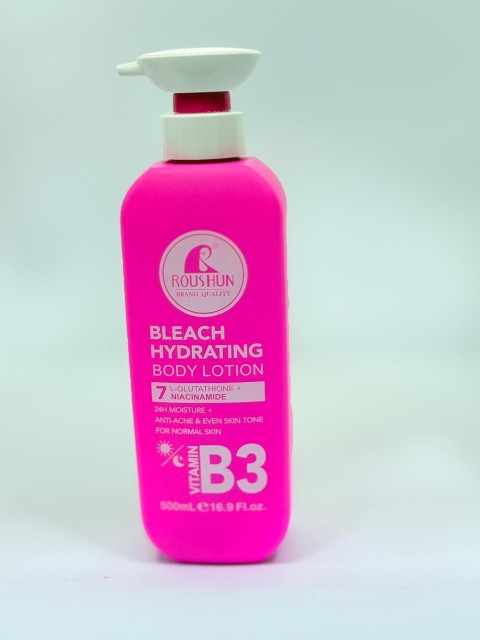 ROUSHUN
BRAND QUALITY
BLEACH
HYDRATING
BODY LOTION
7 L-GLUTATHIONE +
NIACINAMIDE
24H MOISTURE +
ANTI-ACNE & EVEN SKIN TONE
FOR NORMAL SKIN
VITAMIN
B3
500mL ℮ 16.9 Fl.oz.